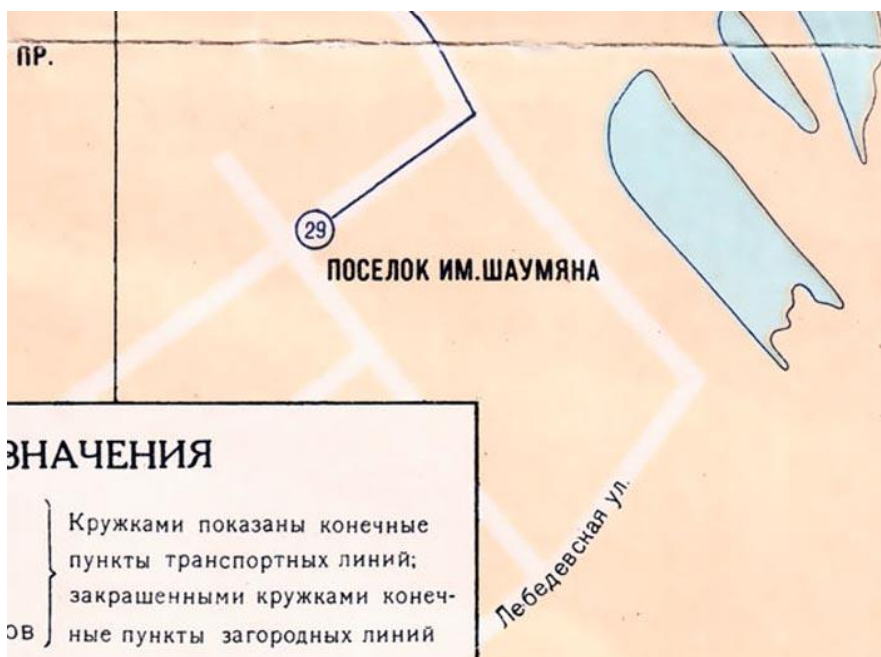 ПР.
29
ПОСЕЛОК ИМ.ШАУМЯНА
ЗНАЧЕНИЯ
Кружками показаны конечные
пункты транспортных линий;
закрашенными кружками конеч-
ов ные пункты загородных линий
Лебедевская ул.